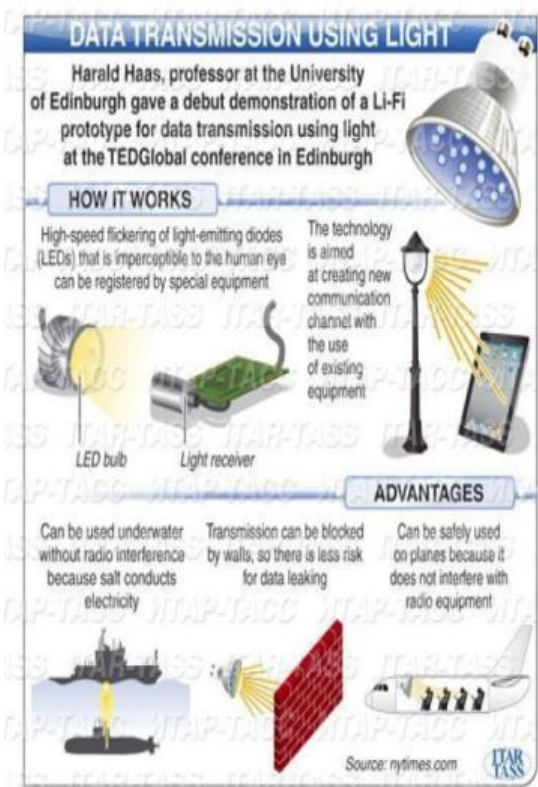 DATA TRANSMISSION USING LIGHT
Harald Haas, professor at the University
of Edinburgh gave a debut demonstration of a Li-Fi
prototype for data transmission using light
at the TEDGlobal conference in Edinburgh
HOW IT WORKS
High-speed flickering of light-emitting diodes
(LEDs) that is imperceptible to the human eye
can be registered by special equipment
LED bulb
Light receiver
The technology
is aimed
at creating new
communication
channel with
the use
of existing
equipment
ADVANTAGES
Can be used underwater
without radio interference
because salt conducts
electricity
Transmission can be blocked
by walls, so there is less risk
for data leaking
Can be safely used
on planes because it
does not interfere with
radio equipment
Source: nytimes.com
ITAR
TASS